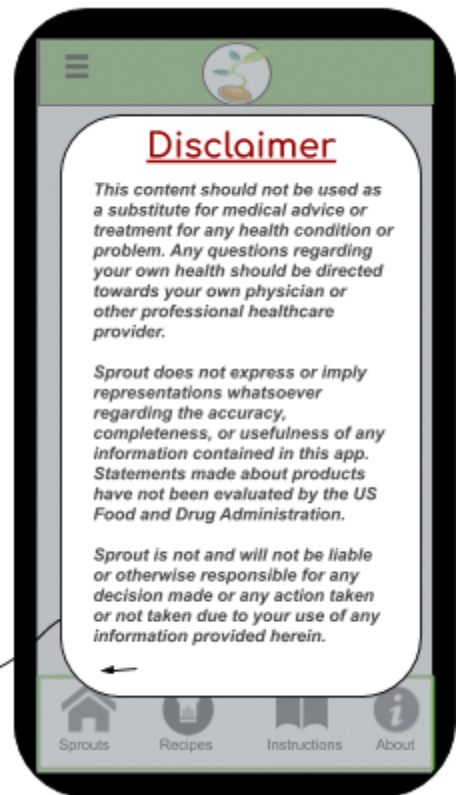 Disclaimer
This content should not be used as
a substitute for medical advice or
treatment for any health condition or
problem. Any questions regarding
your own health should be directed
towards your own physician or
other professional healthcare
provider.
Sprout does not express or imply
representations whatsoever
regarding the accuracy,
completeness, or usefulness of any
information contained in this app.
Statements made about products
have not been evaluated by the US
Food and Drug Administration.
Sprout is not and will not be liable
or otherwise responsible for any
decision made or any action taken
or not taken due to your use of any
information provided herein.
Sprouts Recipes Instructions About